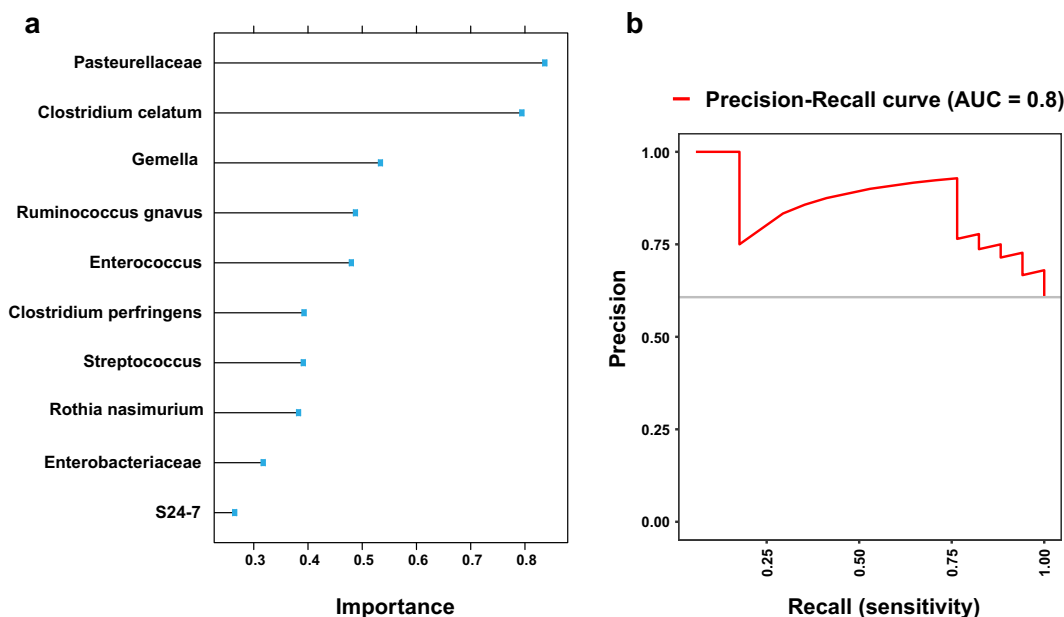 a
Pasteurellaceae
Clostridium celatum
Gemella
Ruminococcus gnavus
Enterococcus
Clostridium perfringens
Streptococcus
Rothia nasimurium
Enterobacteriaceae
S24-7
0.3 0.4 0.5 0.6 0.7 0.8
Importance
b
Precision-Recall curve (AUC = 0.8)
1.00
0.75
0.50
0.25
0.00
Precision
0.25 0.50 0.75 1.00
Recall (sensitivity)